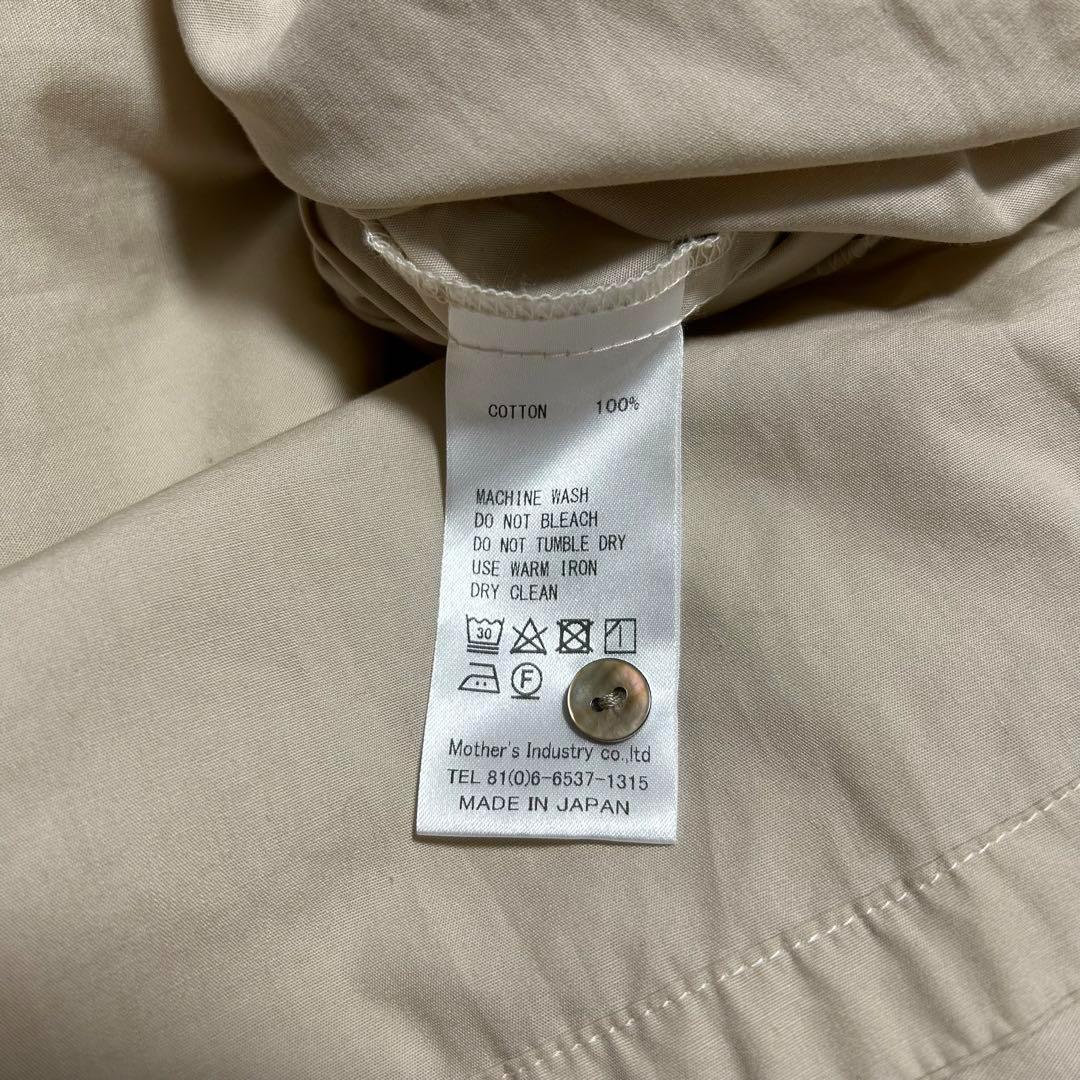 COTTON 100%
MACHINE WASH
DO NOT BLEACH
DO NOT TUMBLE DRY
USE WARM IRON
DRY CLEAN
30
F
Mother's Industry co.,ltd
TEL 81(0)6-6537-1315
MADE IN JAPAN